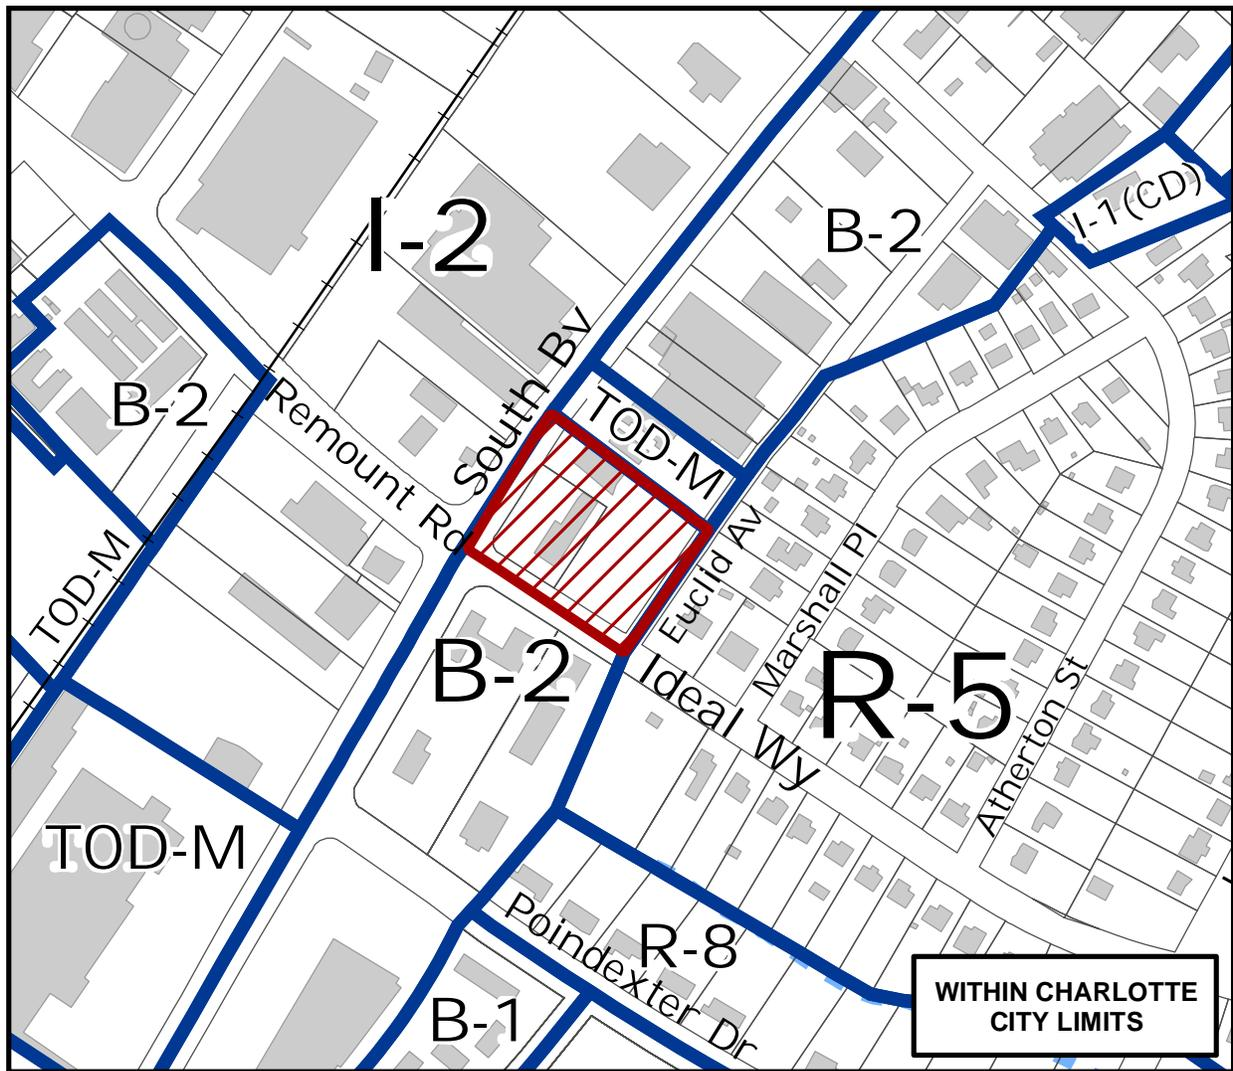 I-1(CD)
B-2
I-2
South Bv
B-2
Remount Rd
TOD-M
Euclid Av
Marshall Pl
TOD-M
B-2
R-5
Ideal Wy
Atherton St
TOD-M
R-8
Poindexter Dr
B-1
WITHIN CHARLOTTE
CITY LIMITS